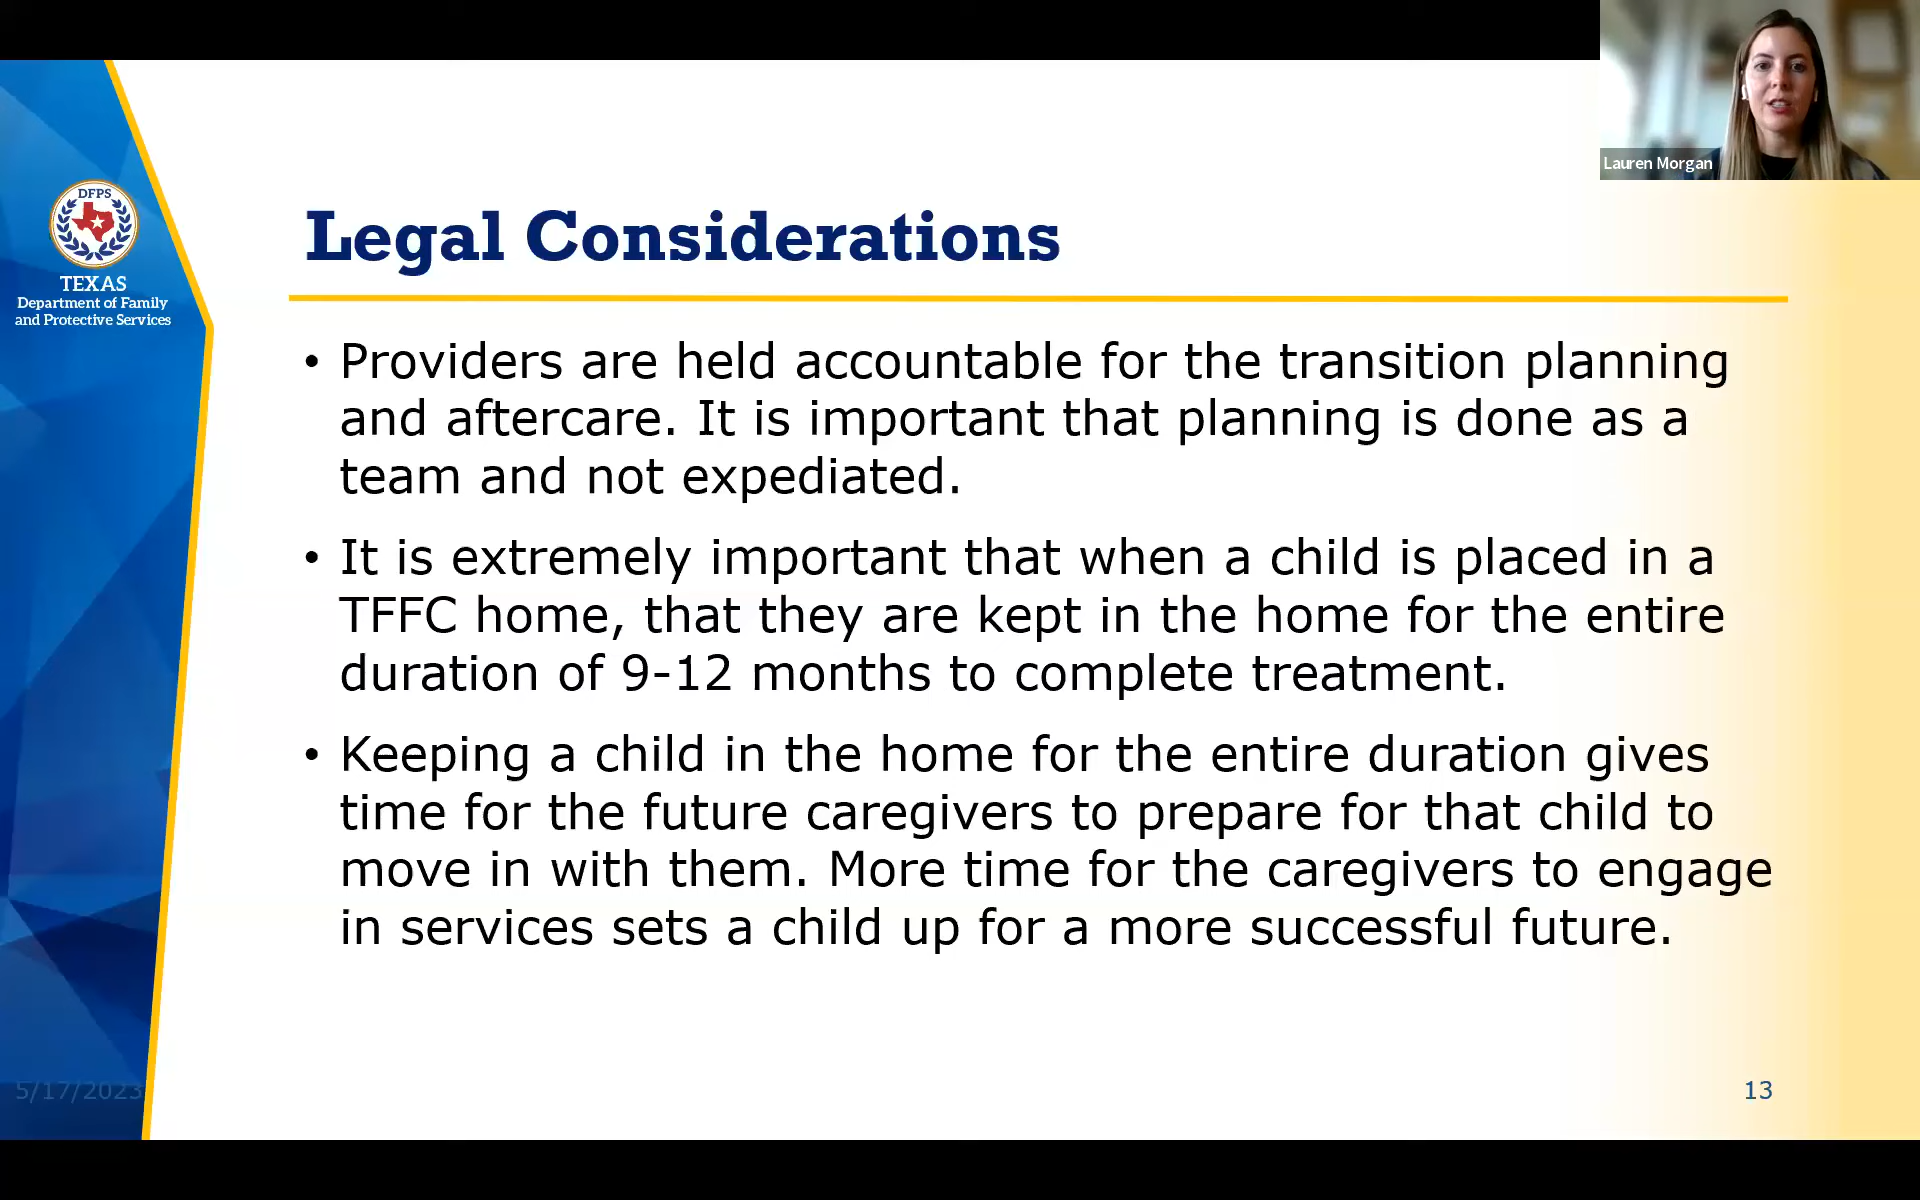 Lauren Morgan
DFPS
TEXAS
Department of Family
and Protective Services
Legal Considerations
• Providers are held accountable for the transition planning
and aftercare. It is important that planning is done as a
team and not expediated.
• It is extremely important that when a child is placed in a
TFFC home, that they are kept in the home for the entire
duration of 9-12 months to complete treatment.
• Keeping a child in the home for the entire duration gives
time for the future caregivers to prepare for that child to
move in with them. More time for the caregivers to engage
in services sets a child up for a more successful future.
5/17/2023
13